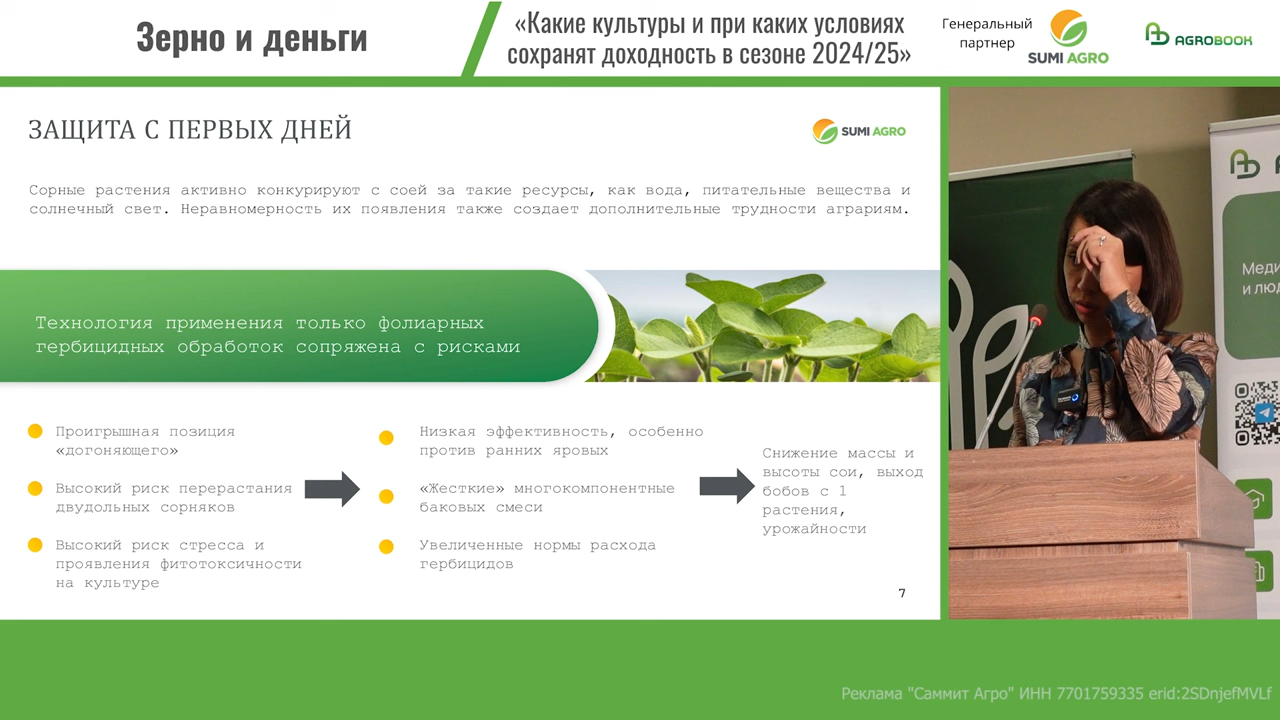 Зерно и деньги
«Какие культуры и при каких условиях
сохранят доходность в сезоне 2024/25»
Генеральный
партнер
SUMI AGRO
AGROBOOK
ЗАЩИТА С ПЕРВЫХ ДНЕЙ
SUMI AGRO
Сорные растения активно конкурируют с соей за такие ресурсы, как вода, питательные вещества и
солнечный свет. Неравномерность их появления также создает дополнительные трудности аграриям.
Технология применения только фолиарных
гербицидных обработок сопряжена с рисками
Проигрышная позиция
«догоняющего»
Высокий риск перерастания
двудольных сорняков
Высокий риск стресса и
проявления фитотоксичности
на культуре
Низкая эффективность, особенно
против ранних яровых
«Жесткие» многокомпонентные
баковых смеси
Увеличенные нормы расхода
гербицидов
Снижение массы и
высоты сои, выход
бобов с 1
растения,
урожайности
7
Меди
и люд
Реклама "Саммит Агро" ИНН 7701759335 erid:2SDnjefMVLf